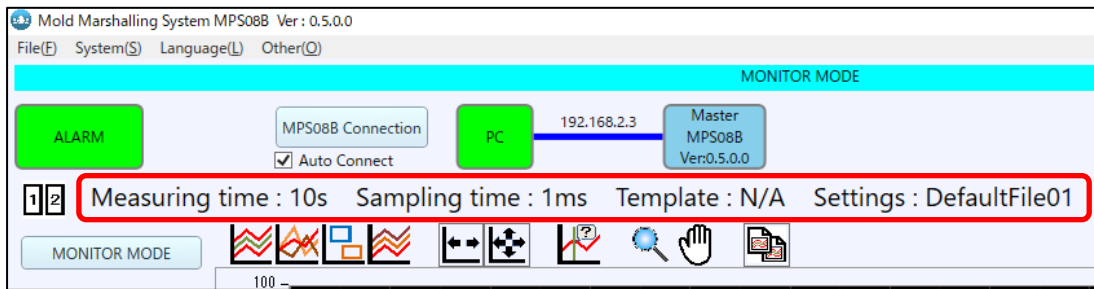 Mold Marshalling System MPS08B Ver : 0.5.0.0
File(F) System(S) Language(L) Other(O)
MONITOR MODE
ALARM
MPS08B Connection
Auto Connect
PC
192.168.2.3
Master
MPS08B
Ver:0.5.0.0
1 2 Measuring time : 10s Sampling time : 1ms Template : N/A Settings : DefaultFile01
MONITOR MODE
?
100